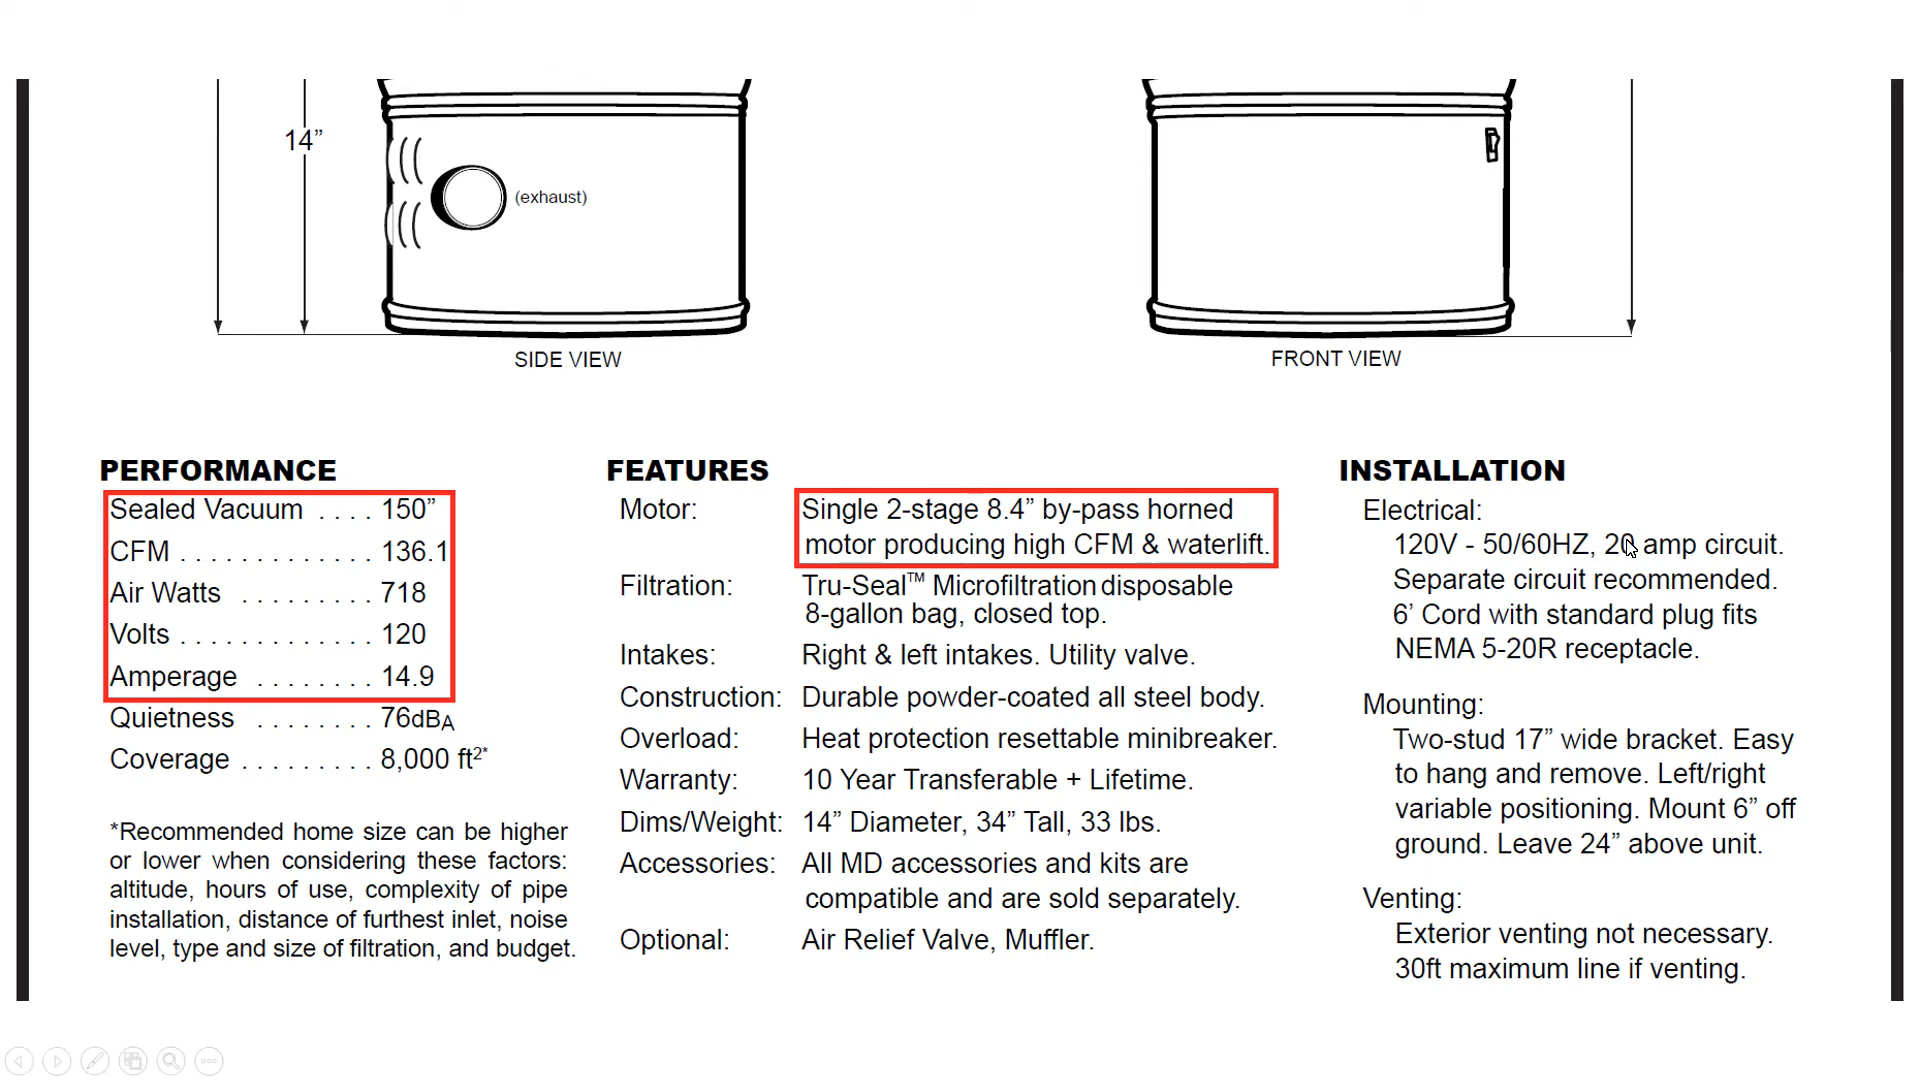 14”
(exhaust)
SIDE VIEW
FRONT VIEW
PERFORMANCE
Sealed Vacuum . . . . 150”
CFM . . . . . . . . . . . . . 136.1
Air Watts . . . . . . . . . 718
Volts . . . . . . . . . . . . . 120
Amperage . . . . . . . . 14.9
Quietness . . . . . . . . 76dBA
Coverage . . . . . . . . . 8,000 ft²*
*Recommended home size can be higher
or lower when considering these factors:
altitude, hours of use, complexity of pipe
installation, distance of furthest inlet, noise
level, type and size of filtration, and budget.
FEATURES
Motor: Single 2-stage 8.4” by-pass horned
motor producing high CFM & waterlift.
Filtration: Tru-Seal™ Microfiltration disposable
8-gallon bag, closed top.
Intakes: Right & left intakes. Utility valve.
Construction: Durable powder-coated all steel body.
Overload: Heat protection resettable minibreaker.
Warranty: 10 Year Transferable + Lifetime.
Dims/Weight: 14” Diameter, 34” Tall, 33 lbs.
Accessories: All MD accessories and kits are
compatible and are sold separately.
Optional: Air Relief Valve, Muffler.
INSTALLATION
Electrical:
120V - 50/60HZ, 20 amp circuit.
Separate circuit recommended.
6’ Cord with standard plug fits
NEMA 5-20R receptacle.
Mounting:
Two-stud 17” wide bracket. Easy
to hang and remove. Left/right
variable positioning. Mount 6” off
ground. Leave 24” above unit.
Venting:
Exterior venting not necessary.
30ft maximum line if venting.